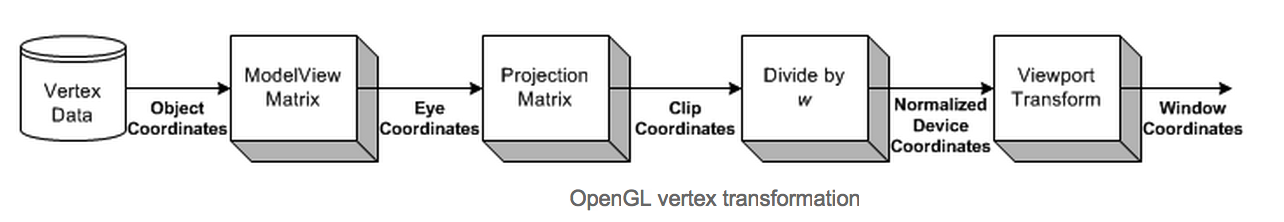 Vertex
Data
Object
Coordinates
ModelView
Matrix
Eye
Coordinates
Projection
Matrix
Clip
Coordinates
Divide by
w
Normalized
Device
Coordinates
Viewport
Transform
Window
Coordinates
OpenGL vertex transformation